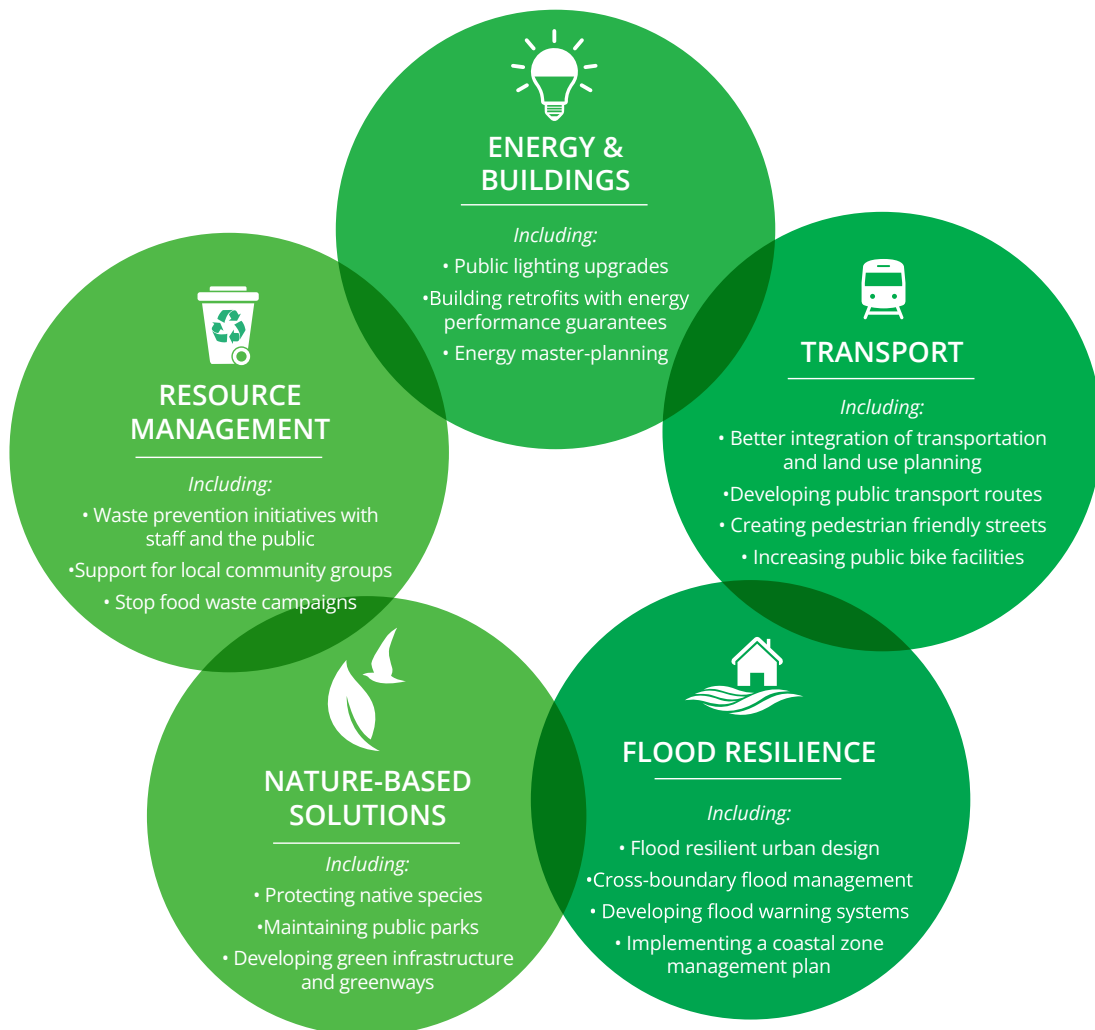 ENERGY &
BUILDINGS
Including:
• Public lighting upgrades
•Building retrofits with energy
performance guarantees
• Energy master-planning
TRANSPORT
Including:
• Better integration of transportation
and land use planning
•Developing public transport routes
• Creating pedestrian friendly streets
• Increasing public bike facilities
RESOURCE
MANAGEMENT
Including:
• Waste prevention initiatives with
staff and the public
•Support for local community groups
• Stop food waste campaigns
FLOOD RESILIENCE
Including:
• Flood resilient urban design
•Cross-boundary flood management
• Developing flood warning systems
• Implementing a coastal zone
management plan
NATURE-BASED
SOLUTIONS
Including:
• Protecting native species
•Maintaining public parks
• Developing green infrastructure
and greenways